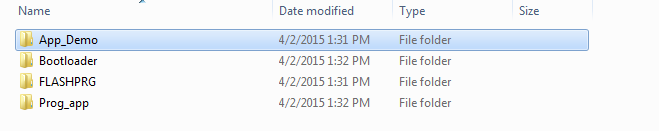 Name Date modified Type Size
App_Demo 4/2/2015 1:31 PM File folder
Bootloader 4/2/2015 1:32 PM File folder
FLASHPRG 4/2/2015 1:31 PM File folder
Prog_app 4/2/2015 1:32 PM File folder